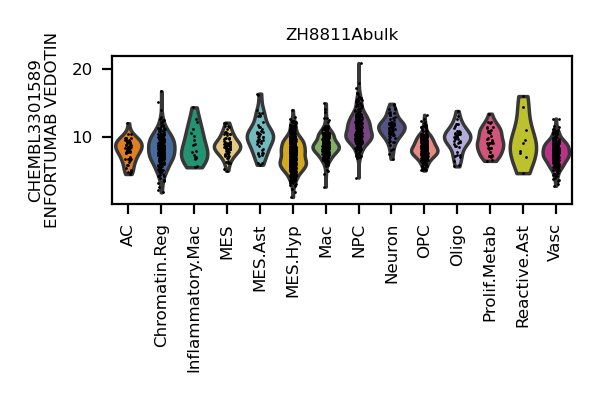 ZH8811Abulk
CHEMBL3301589
ENFORTUMAB VEDOTIN
20
10
AC
Chromatin.Reg
Inflammatory.Mac
MES
MES.Ast
MES.Hyp
Mac
NPC
Neuron
OPC
Oligo
Prolif.Metab
Reactive.Ast
Vasc